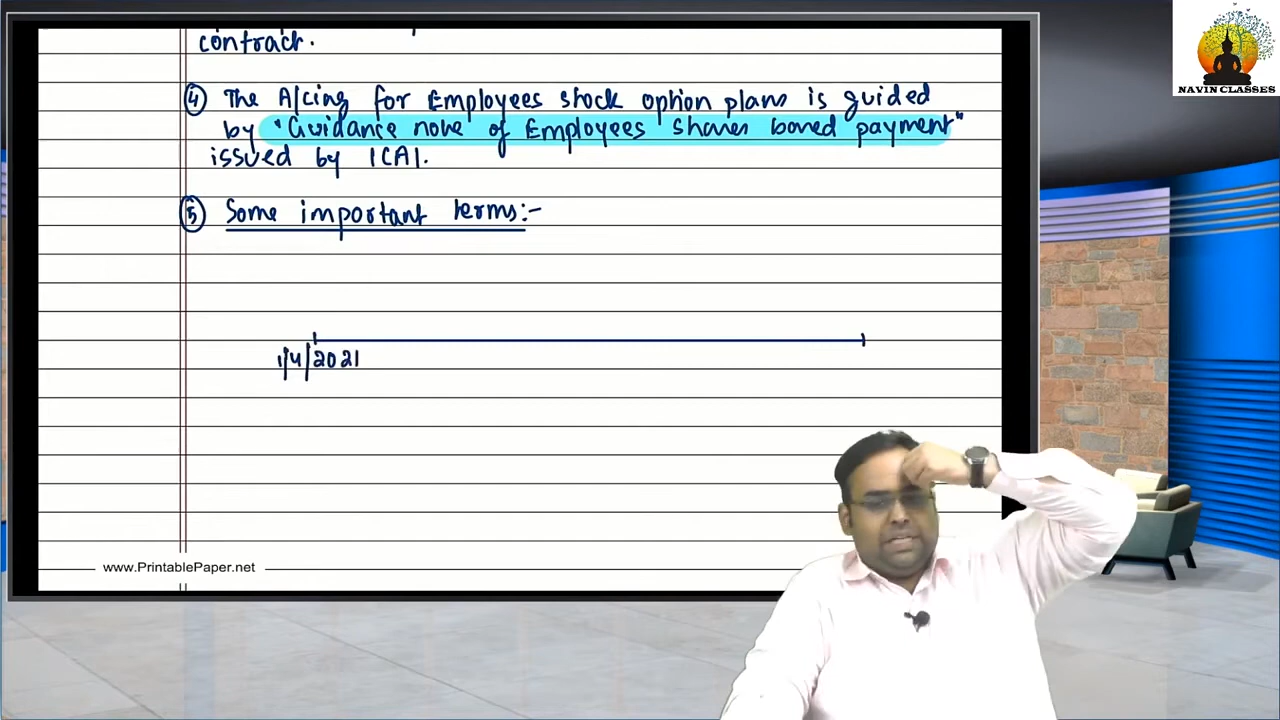 contract.
④ The A/cing for Employees stock option plans is guided
by "Guidance note of Employees shares based payment"
issued by ICAI.
⑤ Some important terms:-
1/4/2021
www.PrintablePaper.net
NAVIN CLASSES